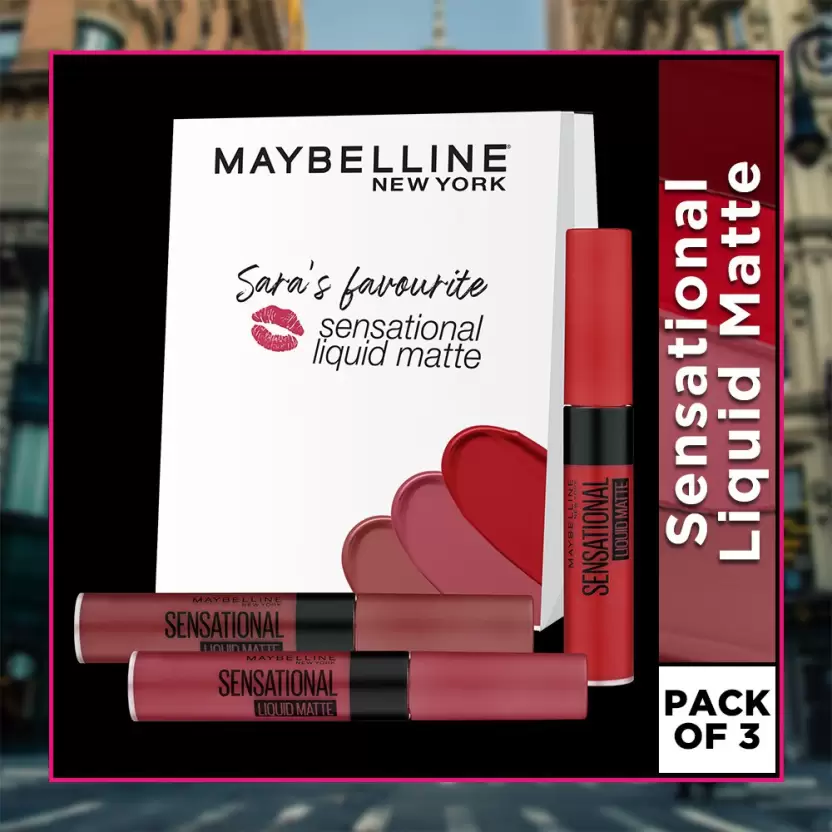 MAYBELLINE
NEW YORK
Sara's favourite
sensational
liquid matte
MAYBELLINE
NEW YORK
SENSATIONAL
LIQUID MATTE
MAYBELLINE
NEW YORK
SENSATIONAL
LIQUID MATTE
MAYBELLINE
NEW YORK
SENSATIONAL
LIQUID MATTE
Sensational
Liquid Matte
PACK
OF 3